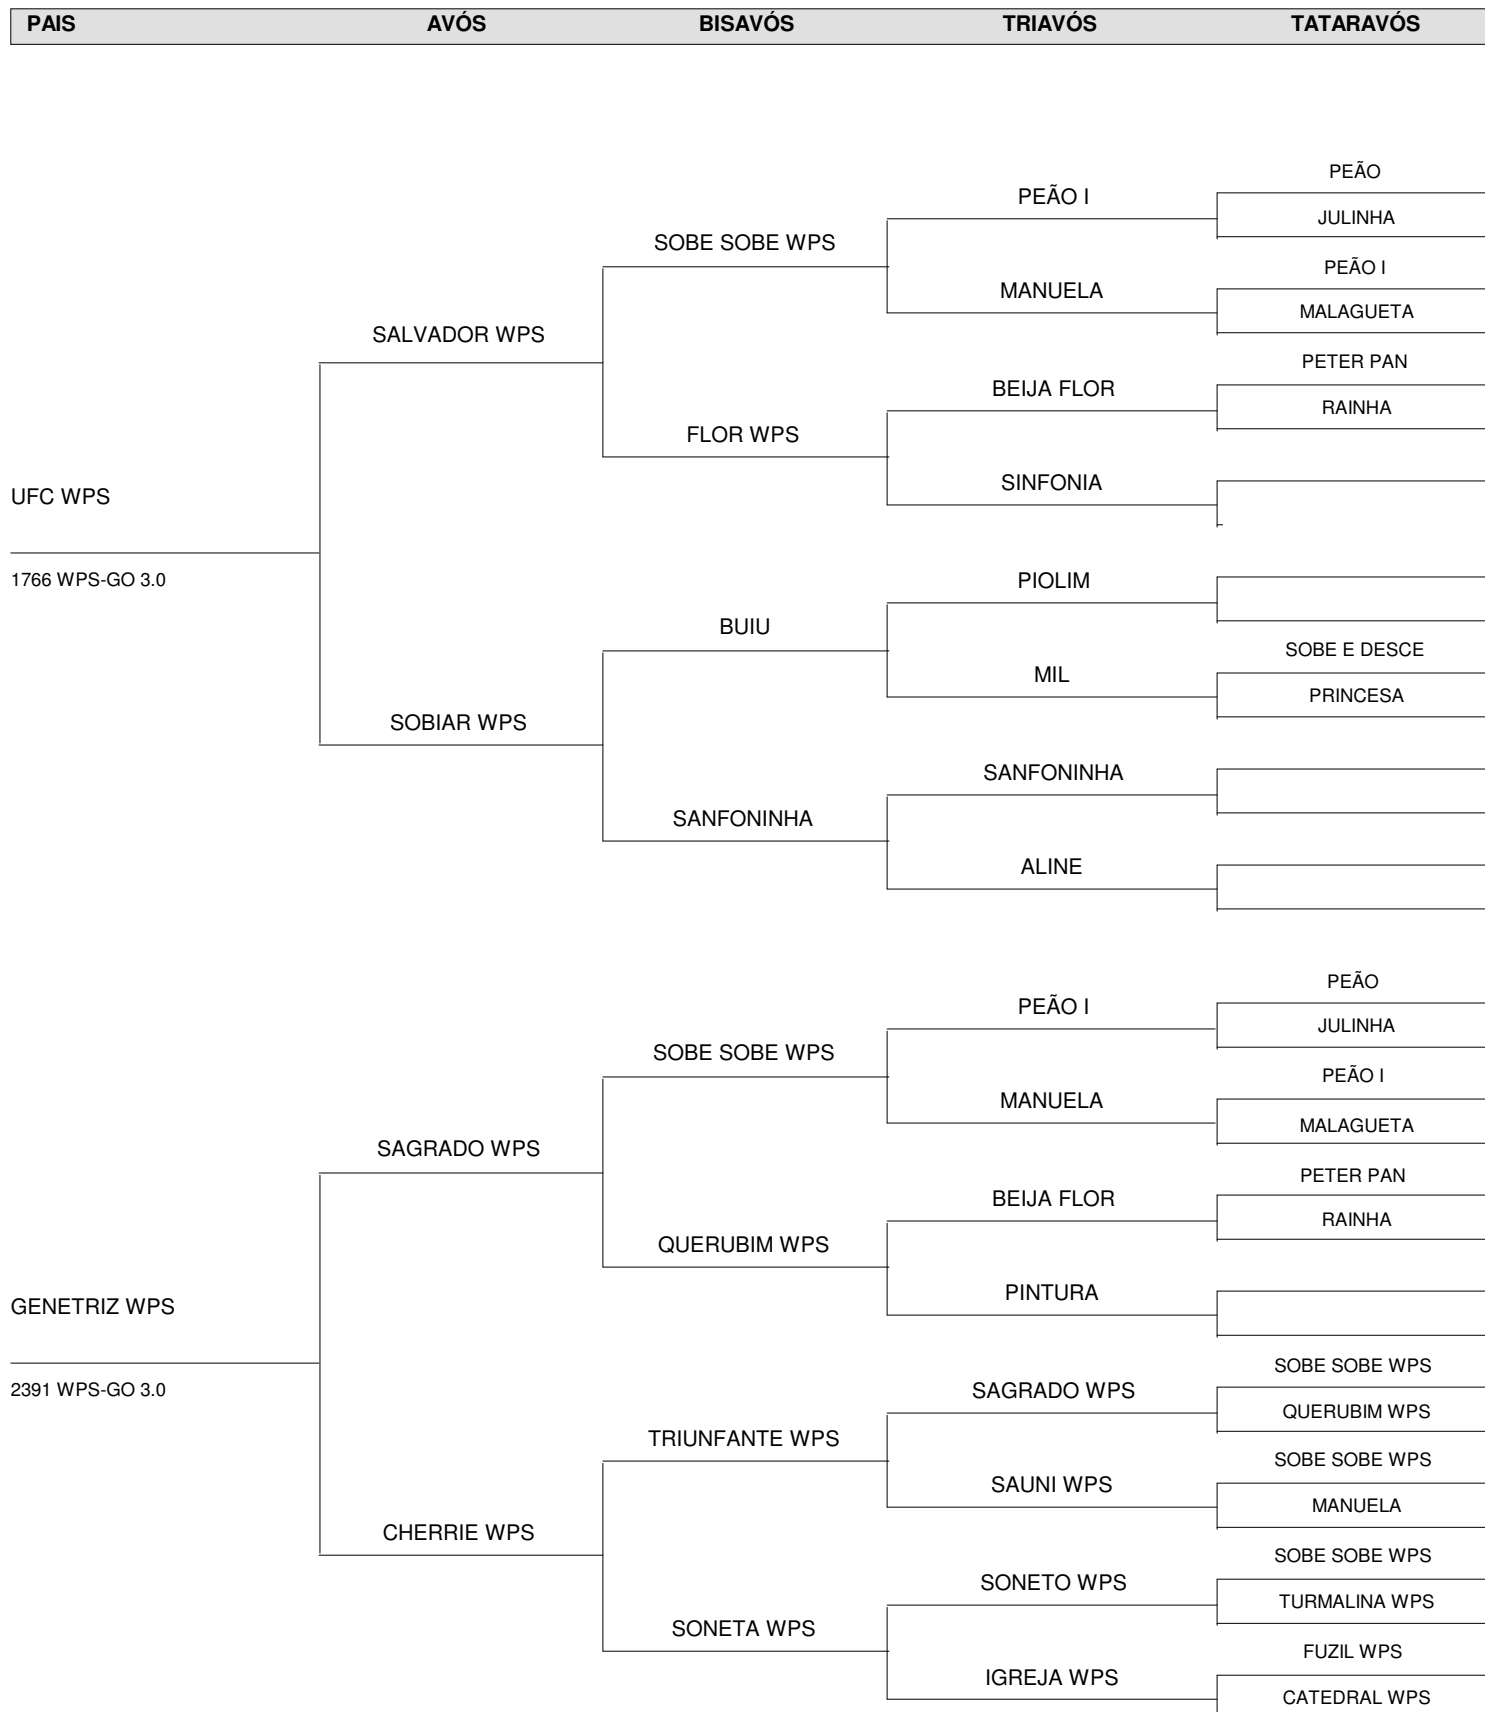 PAIS AVÓS BISAVÓS TRIAVÓS TATARAVÓS
PEÃO
PEÃO I
JULINHA
SOBE SOBE WPS
PEÃO I
MANUELA
MALAGUETA
SALVADOR WPS
PETER PAN
BEIJA FLOR
RAINHA
FLOR WPS
SINFONIA
UFC WPS
1766 WPS-GO 3.0
PIOLIM
BUIU
SOBE E DESCE
MIL
PRINCESA
SOBIAR WPS
SANFONINHA
SANFONINHA
ALINE
PEÃO
PEÃO I
JULINHA
SOBE SOBE WPS
PEÃO I
MANUELA
MALAGUETA
SAGRADO WPS
PETER PAN
BEIJA FLOR
RAINHA
QUERUBIM WPS
PINTURA
GENETRIZ WPS
SOBE SOBE WPS
2391 WPS-GO 3.0
SAGRADO WPS
QUERUBIM WPS
TRIUNFANTE WPS
SOBE SOBE WPS
SAUNI WPS
MANUELA
CHERRIE WPS
SOBE SOBE WPS
SONETO WPS
TURMALINA WPS
SONETA WPS
FUZIL WPS
IGREJA WPS
CATEDRAL WPS